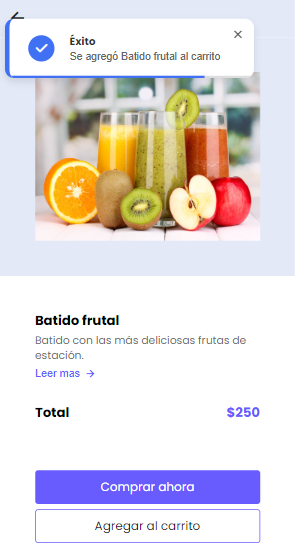 Éxito
Se agregó Batido frutal al carrito
Batido frutal
Batido con las más deliciosas frutas de
estación.
Leer mas →
Total $250
Comprar ahora
Agregar al carrito